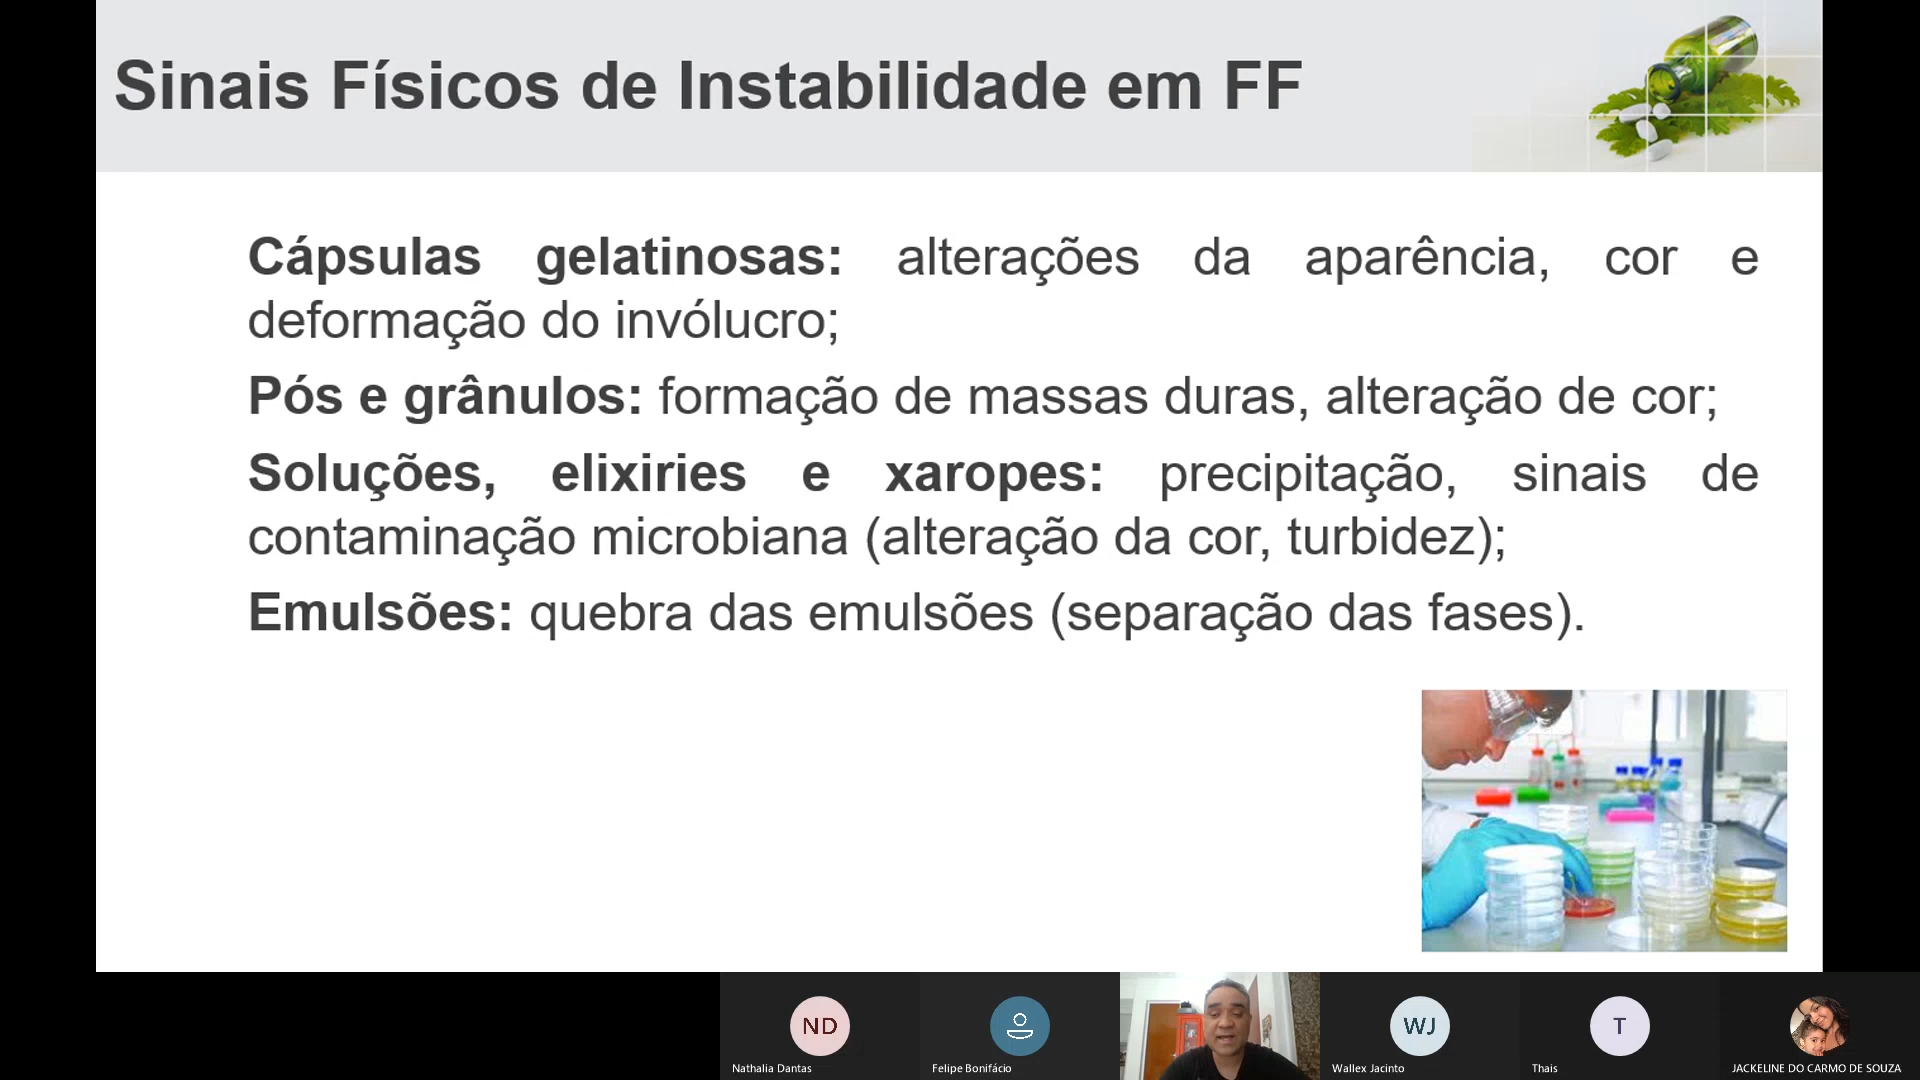 Sinais Físicos de Instabilidade em FF
Cápsulas gelatinosas: alterações da aparência, cor e
deformação do invólucro;
Pós e grânulos: formação de massas duras, alteração de cor;
Soluções, elixiries e xaropes: precipitação, sinais de
contaminação microbiana (alteração da cor, turbidez);
Emulsões: quebra das emulsões (separação das fases).
ND
WJ
T
Nathalia Dantas
Felipe Bonifácio
Wallex Jacinto
Thais
JACKELINE DO CARMO DE SOUZA